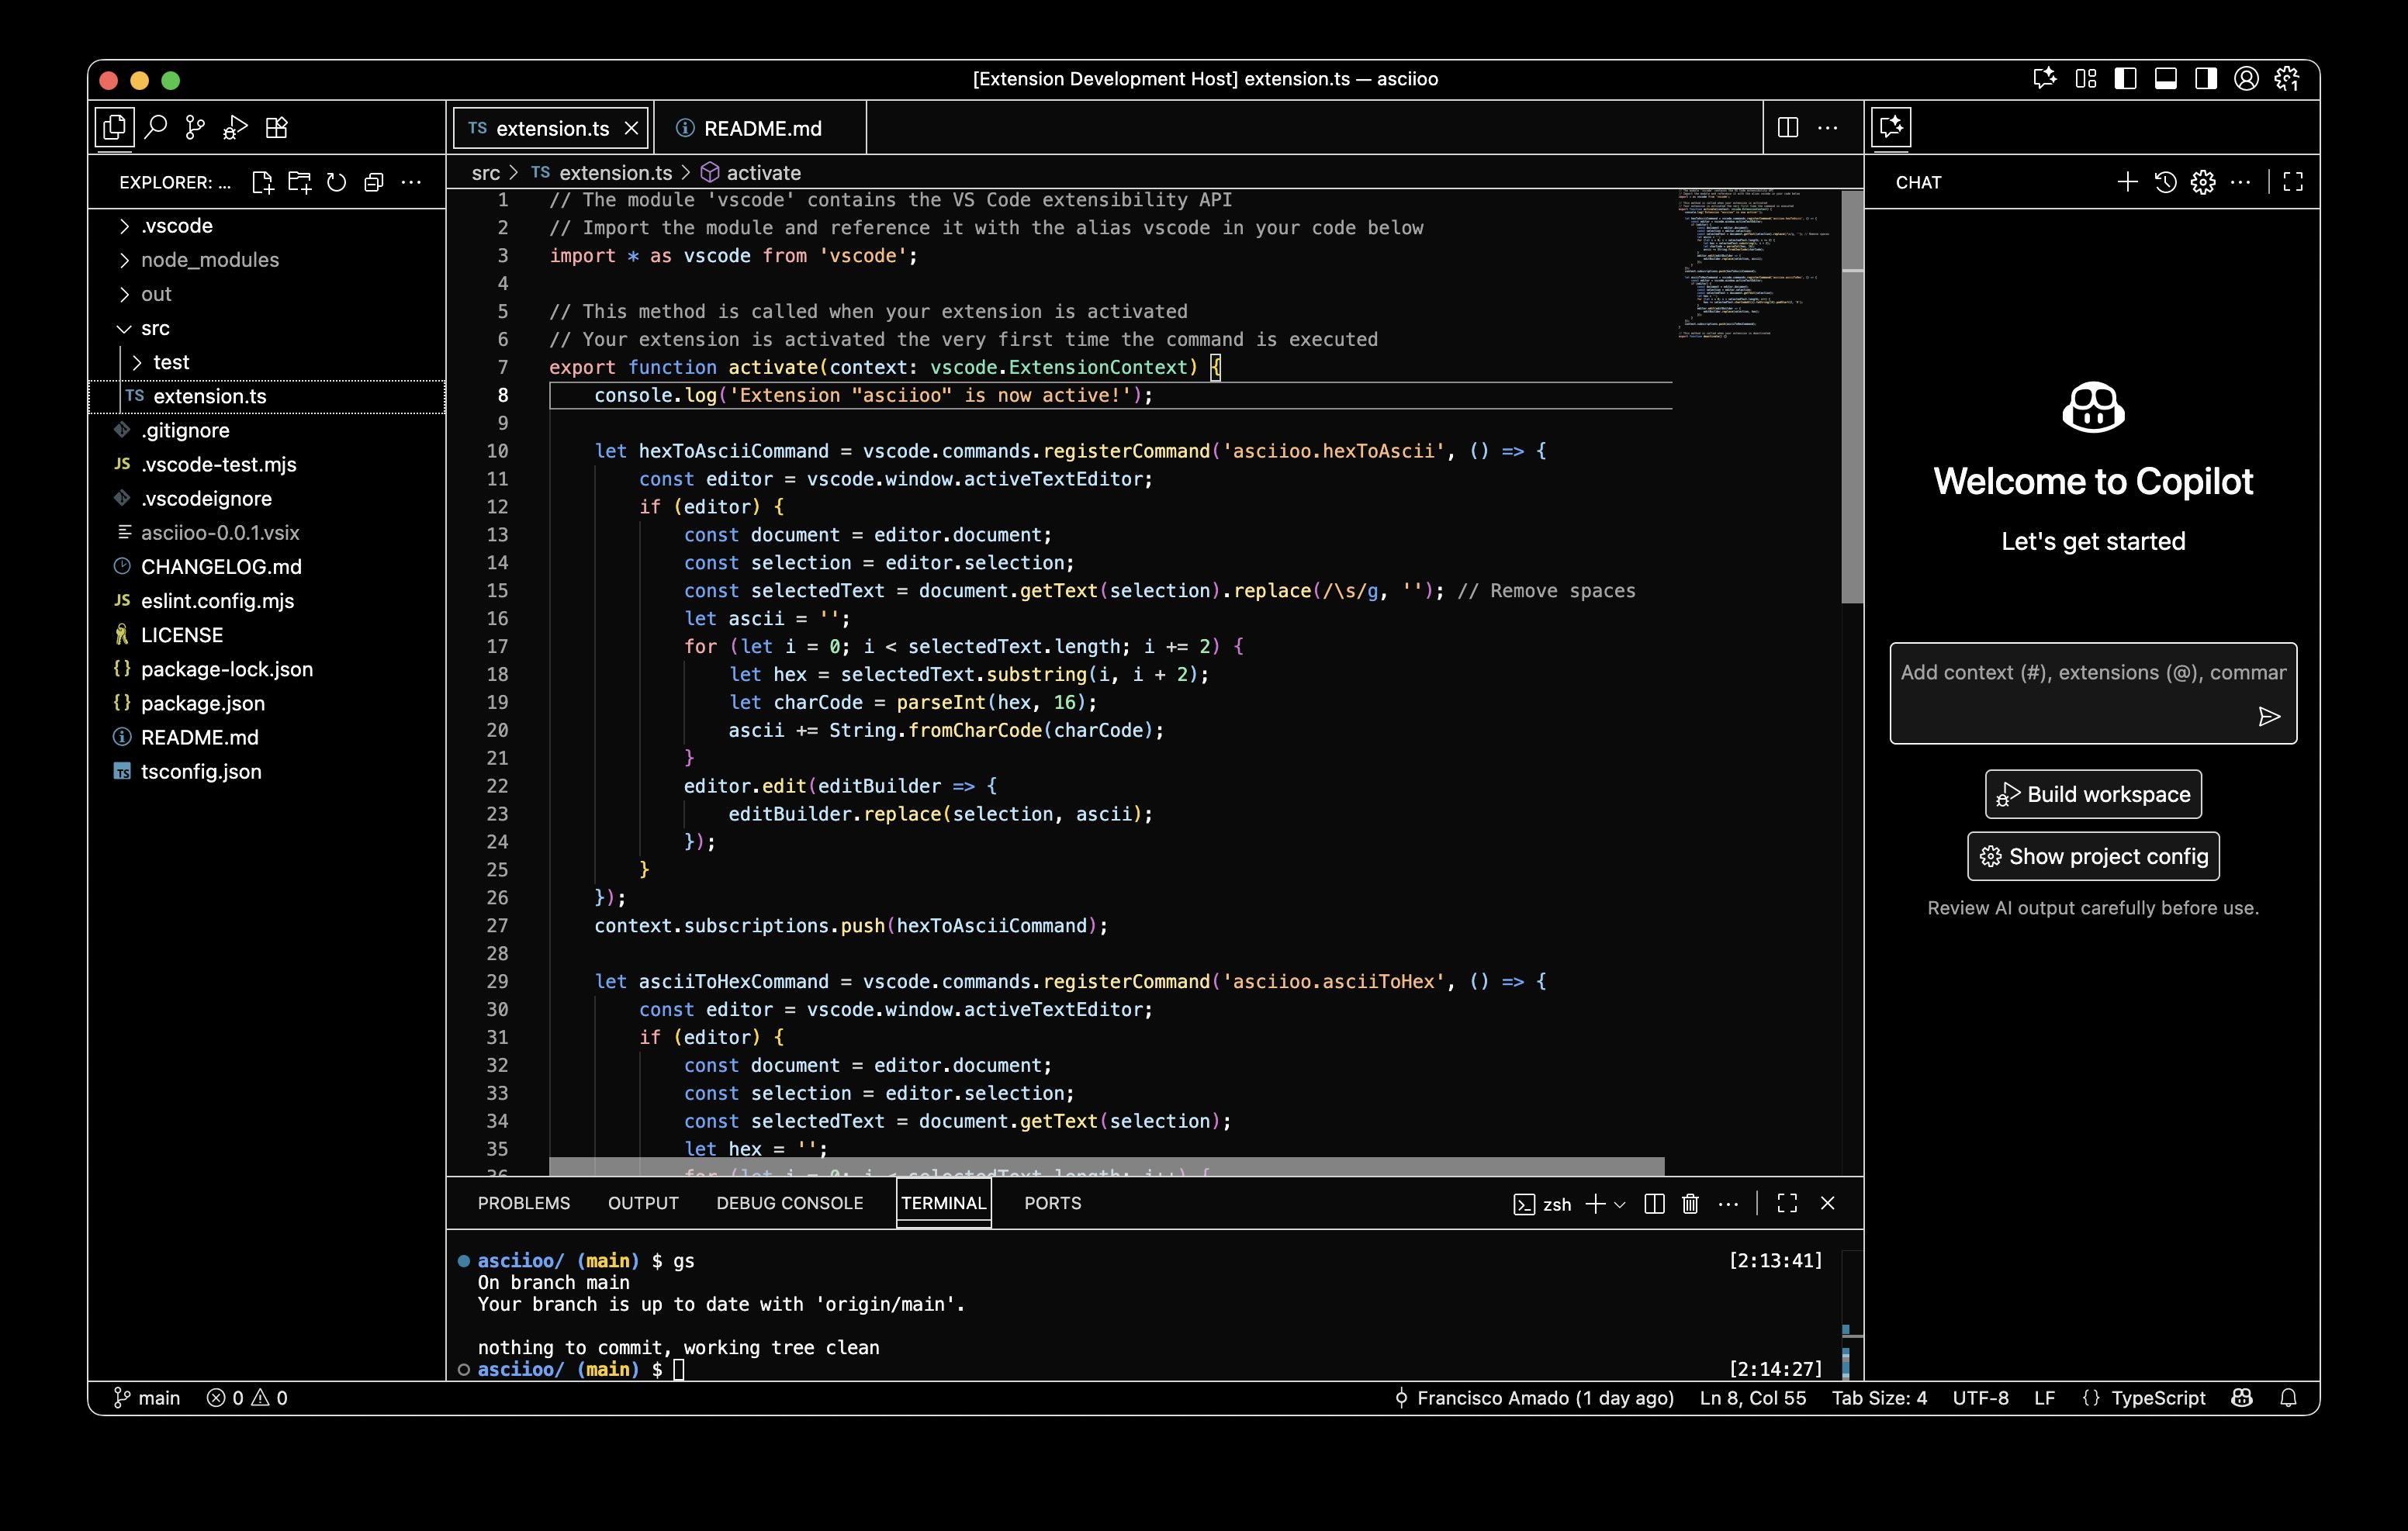 [Extension Development Host] extension.ts — asciioo
1
TS extension.ts
README.md
EXPLORER: ...
.vscode
node_modules
out
src
test
TS extension.ts
.gitignore
JS .vscode-test.mjs
.vscodeignore
asciioo-0.0.1.vsix
CHANGELOG.md
JS eslint.config.mjs
LICENSE
{} package-lock.json
{} package.json
README.md
TS tsconfig.json
src > TS extension.ts > activate
1 // The module 'vscode' contains the VS Code extensibility API
2 // Import the module and reference it with the alias vscode in your code below
3 import * as vscode from 'vscode';
4
5 // This method is called when your extension is activated
6 // Your extension is activated the very first time the command is executed
7 export function activate(context: vscode.ExtensionContext) {
8 console.log('Extension "asciioo" is now active!');
9
10 let hexToAsciiCommand = vscode.commands.registerCommand('asciioo.hexToAscii', () => {
11 const editor = vscode.window.activeTextEditor;
12 if (editor) {
13 const document = editor.document;
14 const selection = editor.selection;
15 const selectedText = document.getText(selection).replace(/\s/g, ''); // Remove spaces
16 let ascii = '';
17 for (let i = 0; i < selectedText.length; i += 2) {
18 let hex = selectedText.substring(i, i + 2);
19 let charCode = parseInt(hex, 16);
20 ascii += String.fromCharCode(charCode);
21 }
22 editor.edit(editBuilder => {
23 editBuilder.replace(selection, ascii);
24 });
25 }
26 });
27 context.subscriptions.push(hexToAsciiCommand);
28
29 let asciiToHexCommand = vscode.commands.registerCommand('asciioo.asciiToHex', () => {
30 const editor = vscode.window.activeTextEditor;
31 if (editor) {
32 const document = editor.document;
33 const selection = editor.selection;
34 const selectedText = document.getText(selection);
35 let hex = '';
36 for (let i = 0; i < selectedText.length; i++) {
CHAT
Welcome to Copilot
Let's get started
Add context (#), extensions (@), commar
Build workspace
Show project config
Review AI output carefully before use.
PROBLEMS OUTPUT DEBUG CONSOLE TERMINAL PORTS
zsh
asciioo/ (main) $ gs [2:13:41]
On branch main
Your branch is up to date with 'origin/main'.
nothing to commit, working tree clean
asciioo/ (main) $ [2:14:27]
main 0 0 Francisco Amado (1 day ago) Ln 8, Col 55 Tab Size: 4 UTF-8 LF {} TypeScript